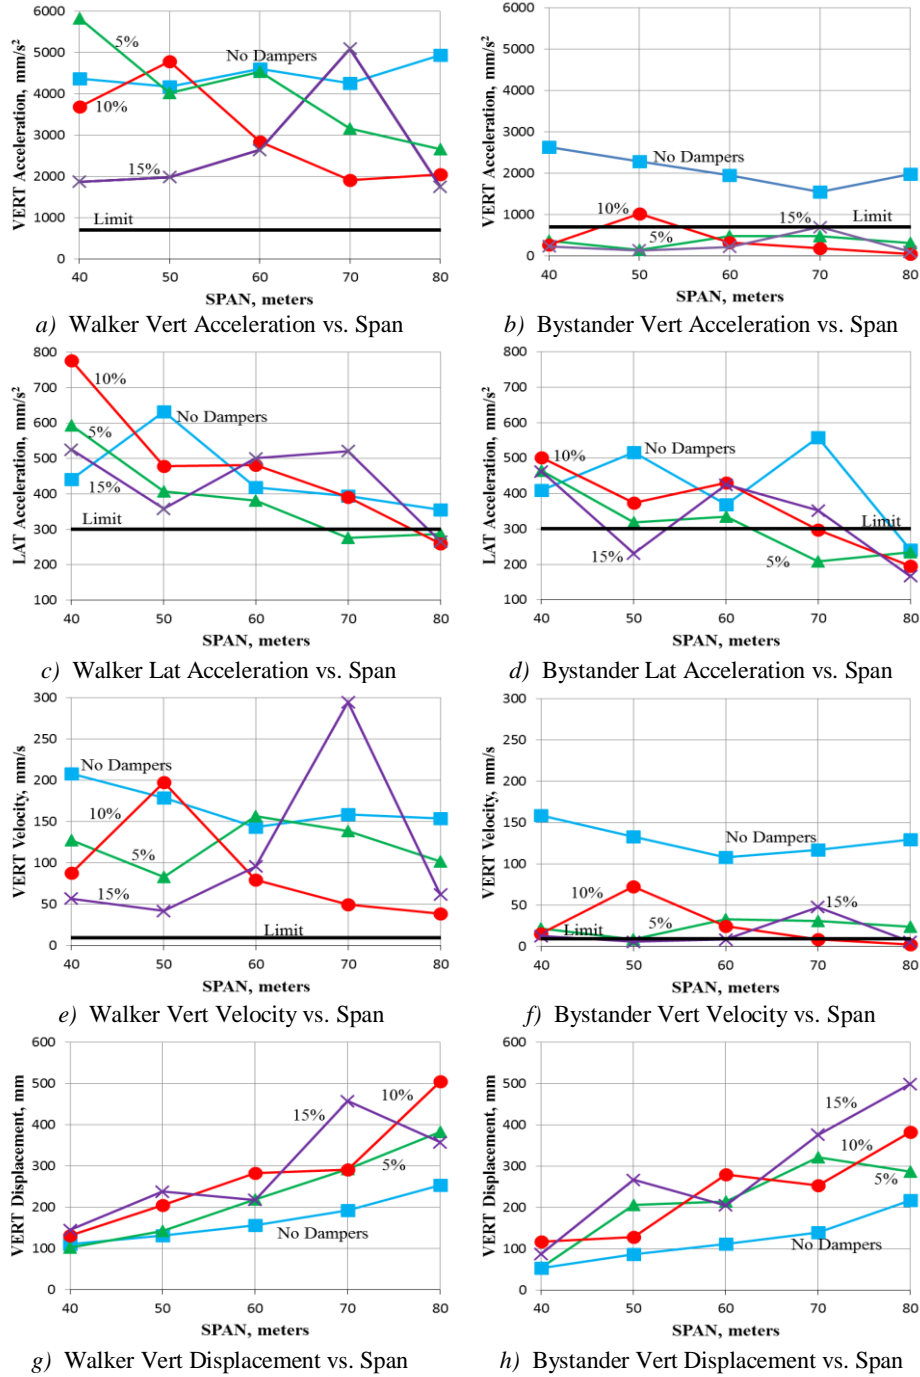 6000
5000
4000
3000
2000
1000
0
VERT Acceleration, mm/s²
5%
No Dampers
10%
15%
Limit
40 50 60 70 80
SPAN, meters
a) Walker Vert Acceleration vs. Span
6000
5000
4000
3000
2000
1000
0
VERT Acceleration, mm/s²
No Dampers
10%
15%
Limit
5%
40 50 60 70 80
SPAN, meters
b) Bystander Vert Acceleration vs. Span
800
700
600
500
400
300
200
100
LAT Acceleration, mm/s²
10%
No Dampers
5%
15%
Limit
40 50 60 70 80
SPAN, meters
c) Walker Lat Acceleration vs. Span
800
700
600
500
400
300
200
100
LAT Acceleration, mm/s²
10%
No Dampers
Limit
15%
5%
40 50 60 70 80
SPAN, meters
d) Bystander Lat Acceleration vs. Span
300
250
200
150
100
50
0
VERT Velocity, mm/s
No Dampers
10%
5%
15%
Limit
40 50 60 70 80
SPAN, meters
e) Walker Vert Velocity vs. Span
300
250
200
150
100
50
0
VERT Velocity, mm/s
No Dampers
10%
15%
5%
Limit
40 50 60 70 80
SPAN, meters
f) Bystander Vert Velocity vs. Span
600
500
400
300
200
100
0
VERT Displacement, mm
10%
15%
5%
No Dampers
40 50 60 70 80
SPAN, meters
g) Walker Vert Displacement vs. Span
600
500
400
300
200
100
0
VERT Displacement, mm
15%
10%
5%
No Dampers
40 50 60 70 80
SPAN, meters
h) Bystander Vert Displacement vs. Span